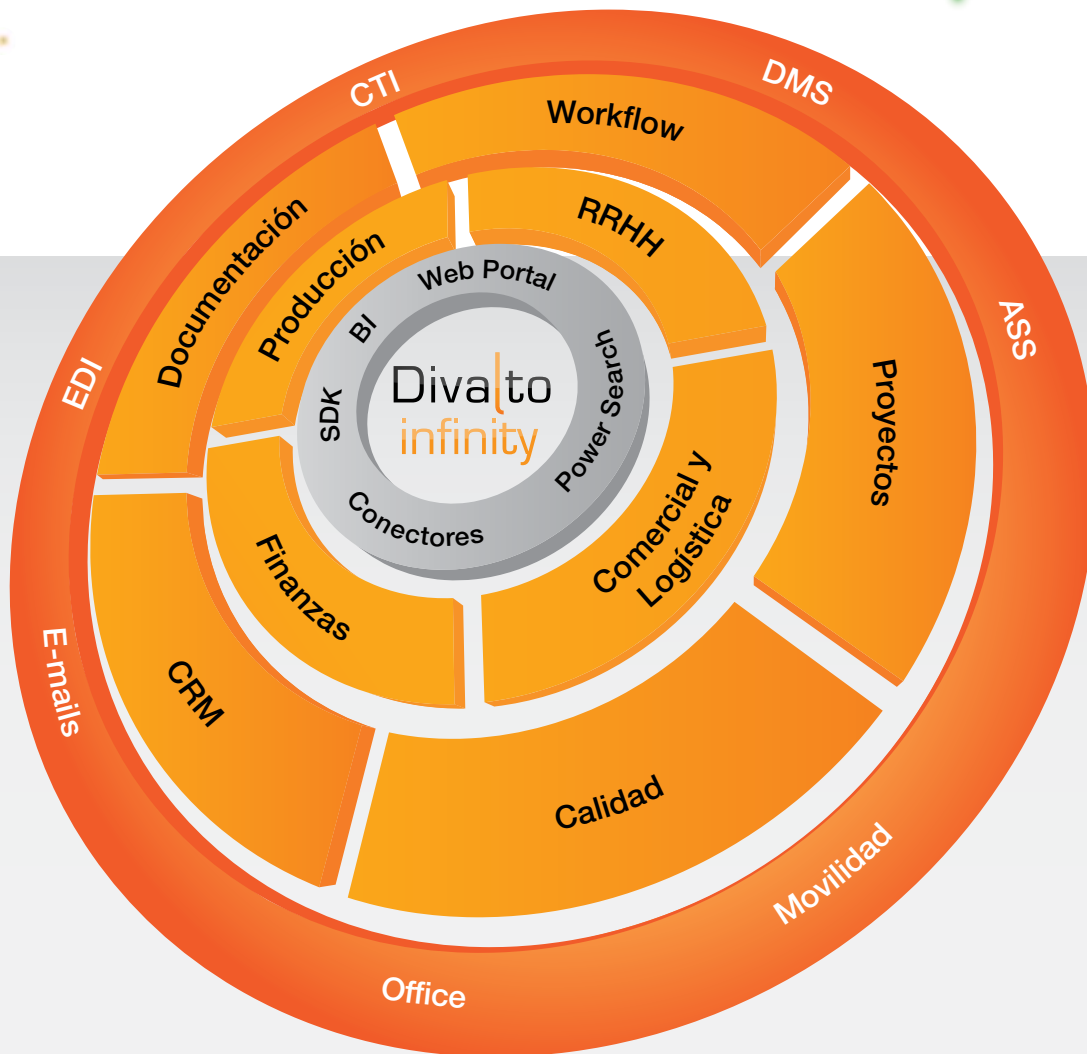 CTI
DMS
ASS
Movilidad
Office
E-mails
EDI
Workflow
Proyectos
Calidad
CRM
Documentación
Producción
RRHH
Comercial y
Logística
Finanzas
Web Portal
Power Search
Conectores
SDK
BI
Divalto
infinity